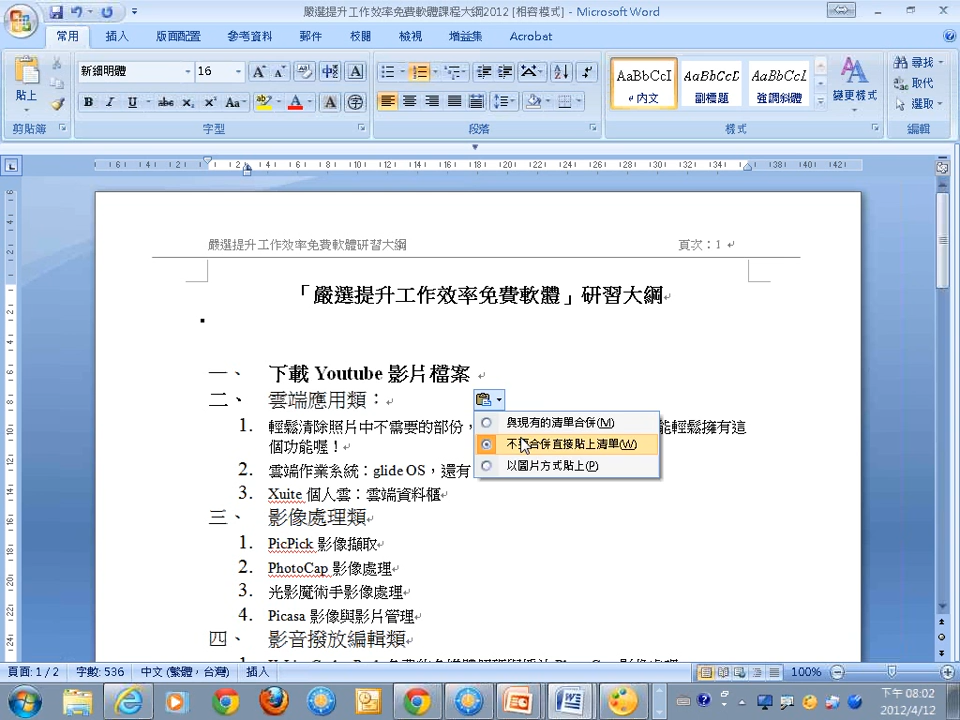 嚴選提升工作效率免費軟體課程大綱2012 [相容模式] - Microsoft Word
常用 插入 版面配置 參考資料 郵件 校閱 檢視 增益集 Acrobat
貼上
新細明體 16
AaBbCcI AaBbCcD AaBbCcD
內文 副標題 強調斜體
變更樣式
尋找
取代
選取
剪貼簿 字型 段落 樣式 編輯
嚴選提升工作效率免費軟體研習大綱 頁次：1
「嚴選提升工作效率免費軟體」研習大綱
一、 下載 Youtube 影片檔案
二、 雲端應用類：
1. 輕鬆清除照片中不需要的部份，
能輕鬆擁有這
個功能喔！
2. 雲端作業系統：glide OS，還有
3. Xuite 個人雲：雲端資料櫃
與現有的清單合併(M)
合併直接貼上清單(W)
以圖片方式貼上(P)
三、 影像處理類
1. PicPick 影像擷取
2. PhotoCap 影像處理
3. 光影魔術手影像處理
4. Picasa 影像與影片管理
四、 影音撥放編輯類
頁面: 1 / 2 字數: 536 中文 (繁體，台灣) 插入 100%
下午 08:02
2012/4/12